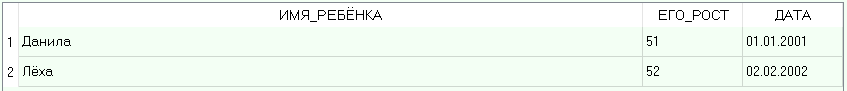 ИМЯ_РЕБЁНКА ЕГО_РОСТ ДАТА
1 Данила 51 01.01.2001
2 Лёха 52 02.02.2002